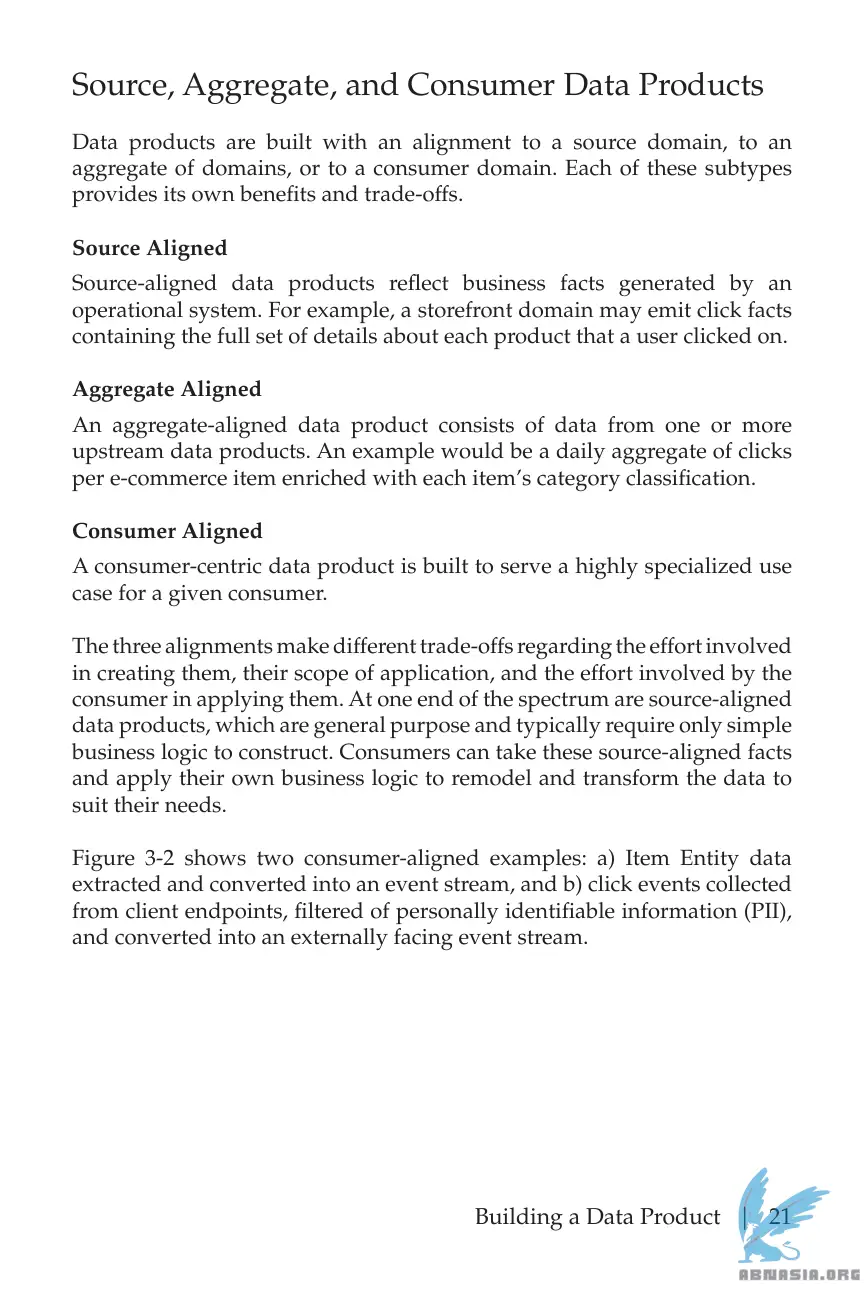 Source, Aggregate, and Consumer Data Products
Data products are built with an alignment to a source domain, to an
aggregate of domains, or to a consumer domain. Each of these subtypes
provides its own benefits and trade-offs.
Source Aligned
Source-aligned data products reflect business facts generated by an
operational system. For example, a storefront domain may emit click facts
containing the full set of details about each product that a user clicked on.
Aggregate Aligned
An aggregate-aligned data product consists of data from one or more
upstream data products. An example would be a daily aggregate of clicks
per e-commerce item enriched with each item's category classification.
Consumer Aligned
A consumer-centric data product is built to serve a highly specialized use
case for a given consumer.
The three alignments make different trade-offs regarding the effort involved
in creating them, their scope of application, and the effort involved by the
consumer in applying them. At one end of the spectrum are source-aligned
data products, which are general purpose and typically require only simple
business logic to construct. Consumers can take these source-aligned facts
and apply their own business logic to remodel and transform the data to
suit their needs.
Figure 3-2 shows two consumer-aligned examples: a) Item Entity data
extracted and converted into an event stream, and b) click events collected
from client endpoints, filtered of personally identifiable information (PII),
and converted into an externally facing event stream.
Building a Data Product | 21
ABNASIA.ORG